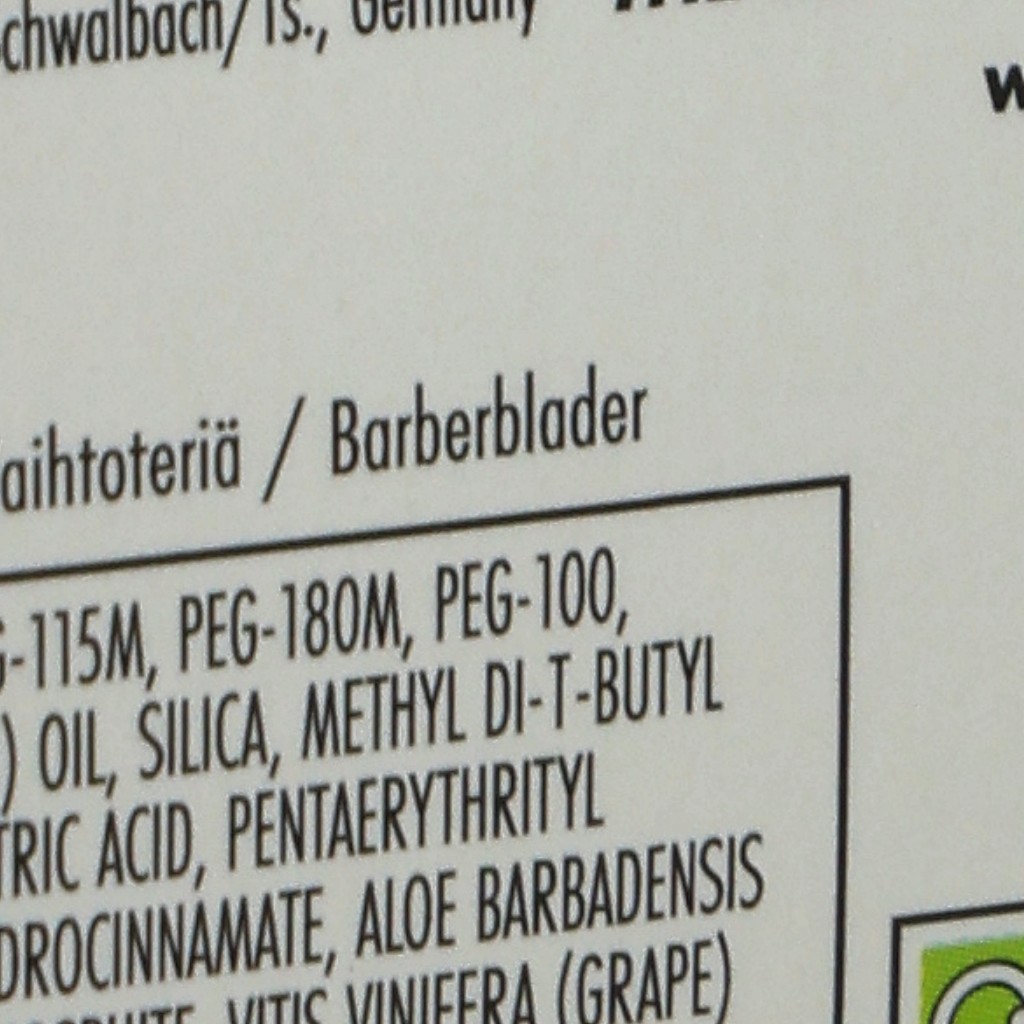 chwalbach/Ts., Germany
w
aihtoteriä / Barberblader
G-115M, PEG-180M, PEG-100,
) OIL, SILICA, METHYL DI-T-BUTYL
TRIC ACID, PENTAERYTHRITYL
DROCINNAMATE, ALOE BARBADENSIS
VITIS VINIFERA (GRAPE)